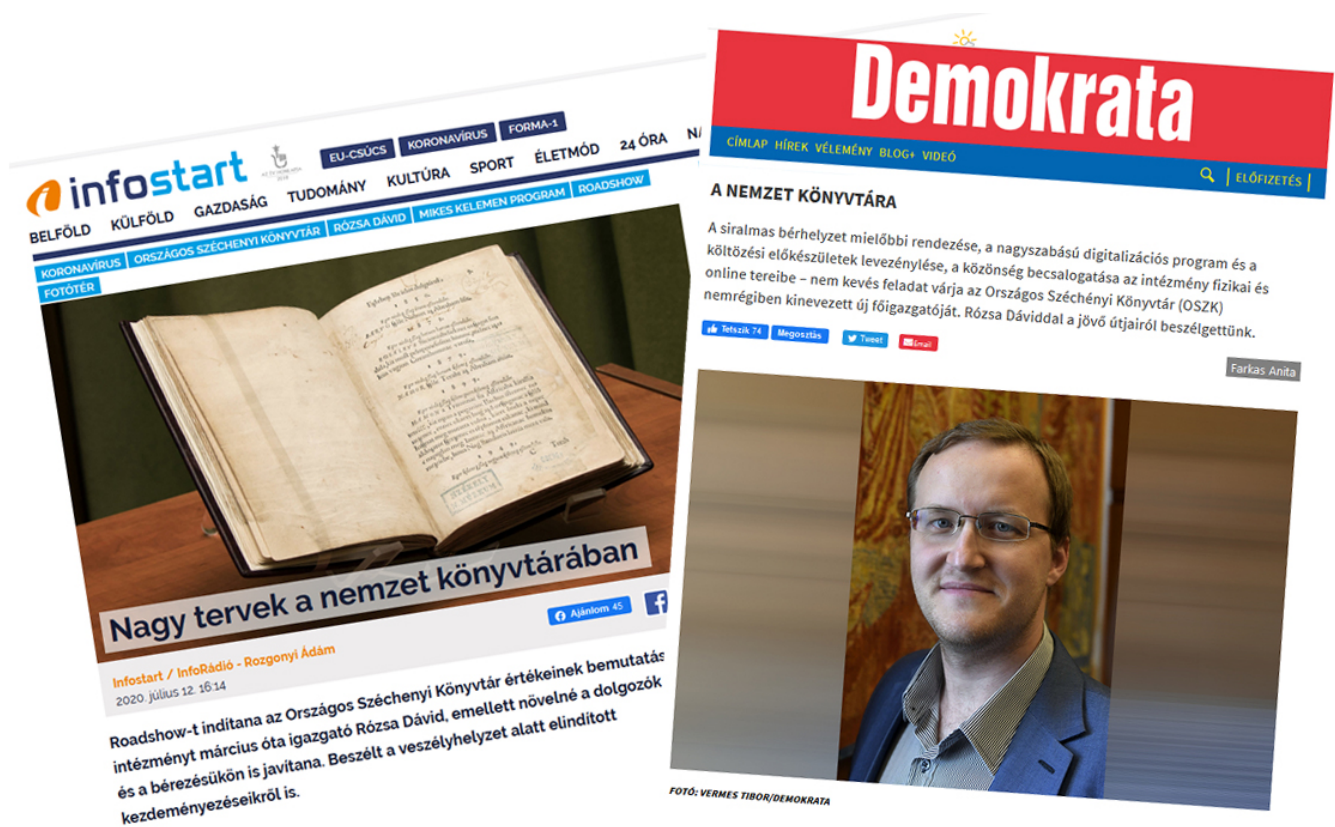 infostart
EU-CSÚCS KORONAVÍRUS FORMA-1
BELFÖLD KÜLFÖLD GAZDASÁG TUDOMÁNY KULTÚRA SPORT ÉLETMÓD 24 ÓRA
KORONAVÍRUS ORSZÁGOS SZÉCHENYI KÖNYVTÁR RÓZSA DÁVID MIKES KELEMEN PROGRAM ROADSHOW
FOTÓTÉR
Nagy tervek a nemzet könyvtárában
Ajánlom 45
Infostart / InfoRádió - Rozgonyi Ádám
2020. július 12. 16:14
Roadshow-t indítana az Országos Széchenyi Könyvtár értékeinek bemutatás
intézményt március óta igazgató Rózsa Dávid, emellett növelné a dolgozók
és a bérezésükön is javítana. Beszélt a veszélyhelyzet alatt elindított
kezdeményezéseikről is.
Demokrata
CÍMLAP HÍREK VÉLEMÉNY BLOG+ VIDEÓ
ELŐFIZETÉS
A NEMZET KÖNYVTÁRA
A siralmas bérhelyzet mielőbbi rendezése, a nagyszabású digitalizációs program és a
költözési előkészületek levezénylése, a közönség becsalogatása az intézmény fizikai és
online tereibe – nem kevés feladat várja az Országos Széchényi Könyvtár (OSZK)
nemrégiben kinevezett új főigazgatóját. Rózsa Dáviddal a jövő útjairól beszélgettünk.
Tetszik 74 Megosztás Tweet Email
Farkas Anita
FOTÓ: VERMES TIBOR/DEMOKRATA